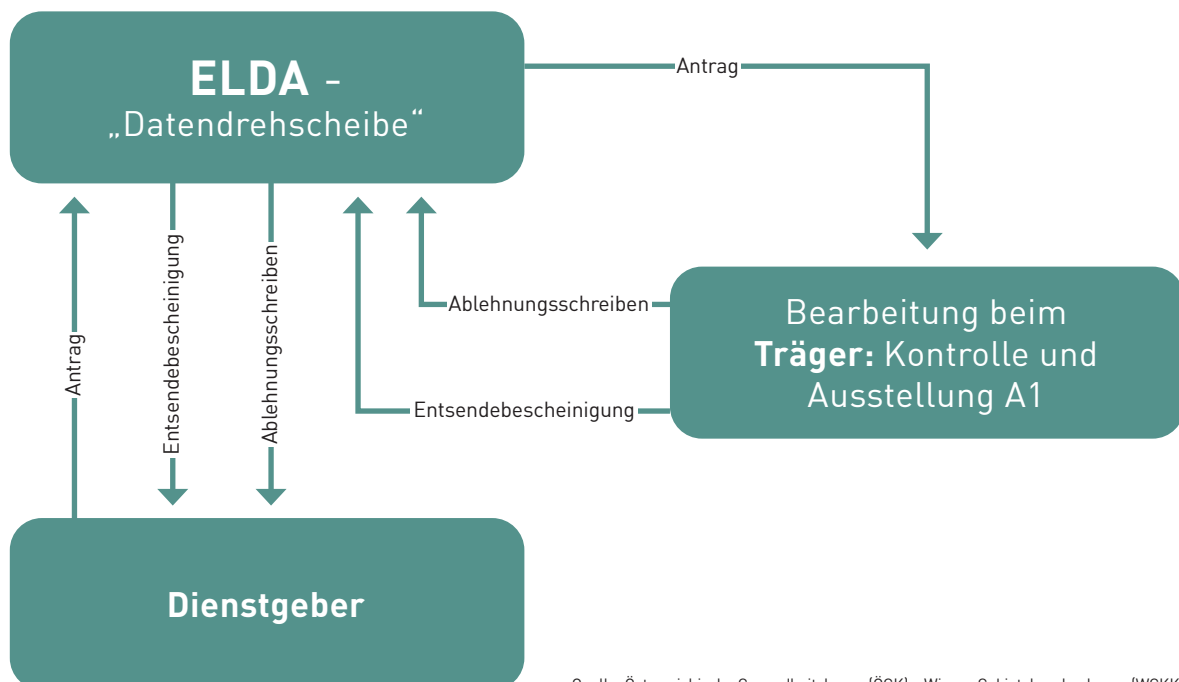 ELDA -
„Datendrehscheibe“
Antrag
Antrag
Entsendebescheinigung
Ablehnungsschreiben
Ablehnungsschreiben
Entsendebescheinigung
Bearbeitung beim
Träger: Kontrolle und
Ausstellung A1
Dienstgeber